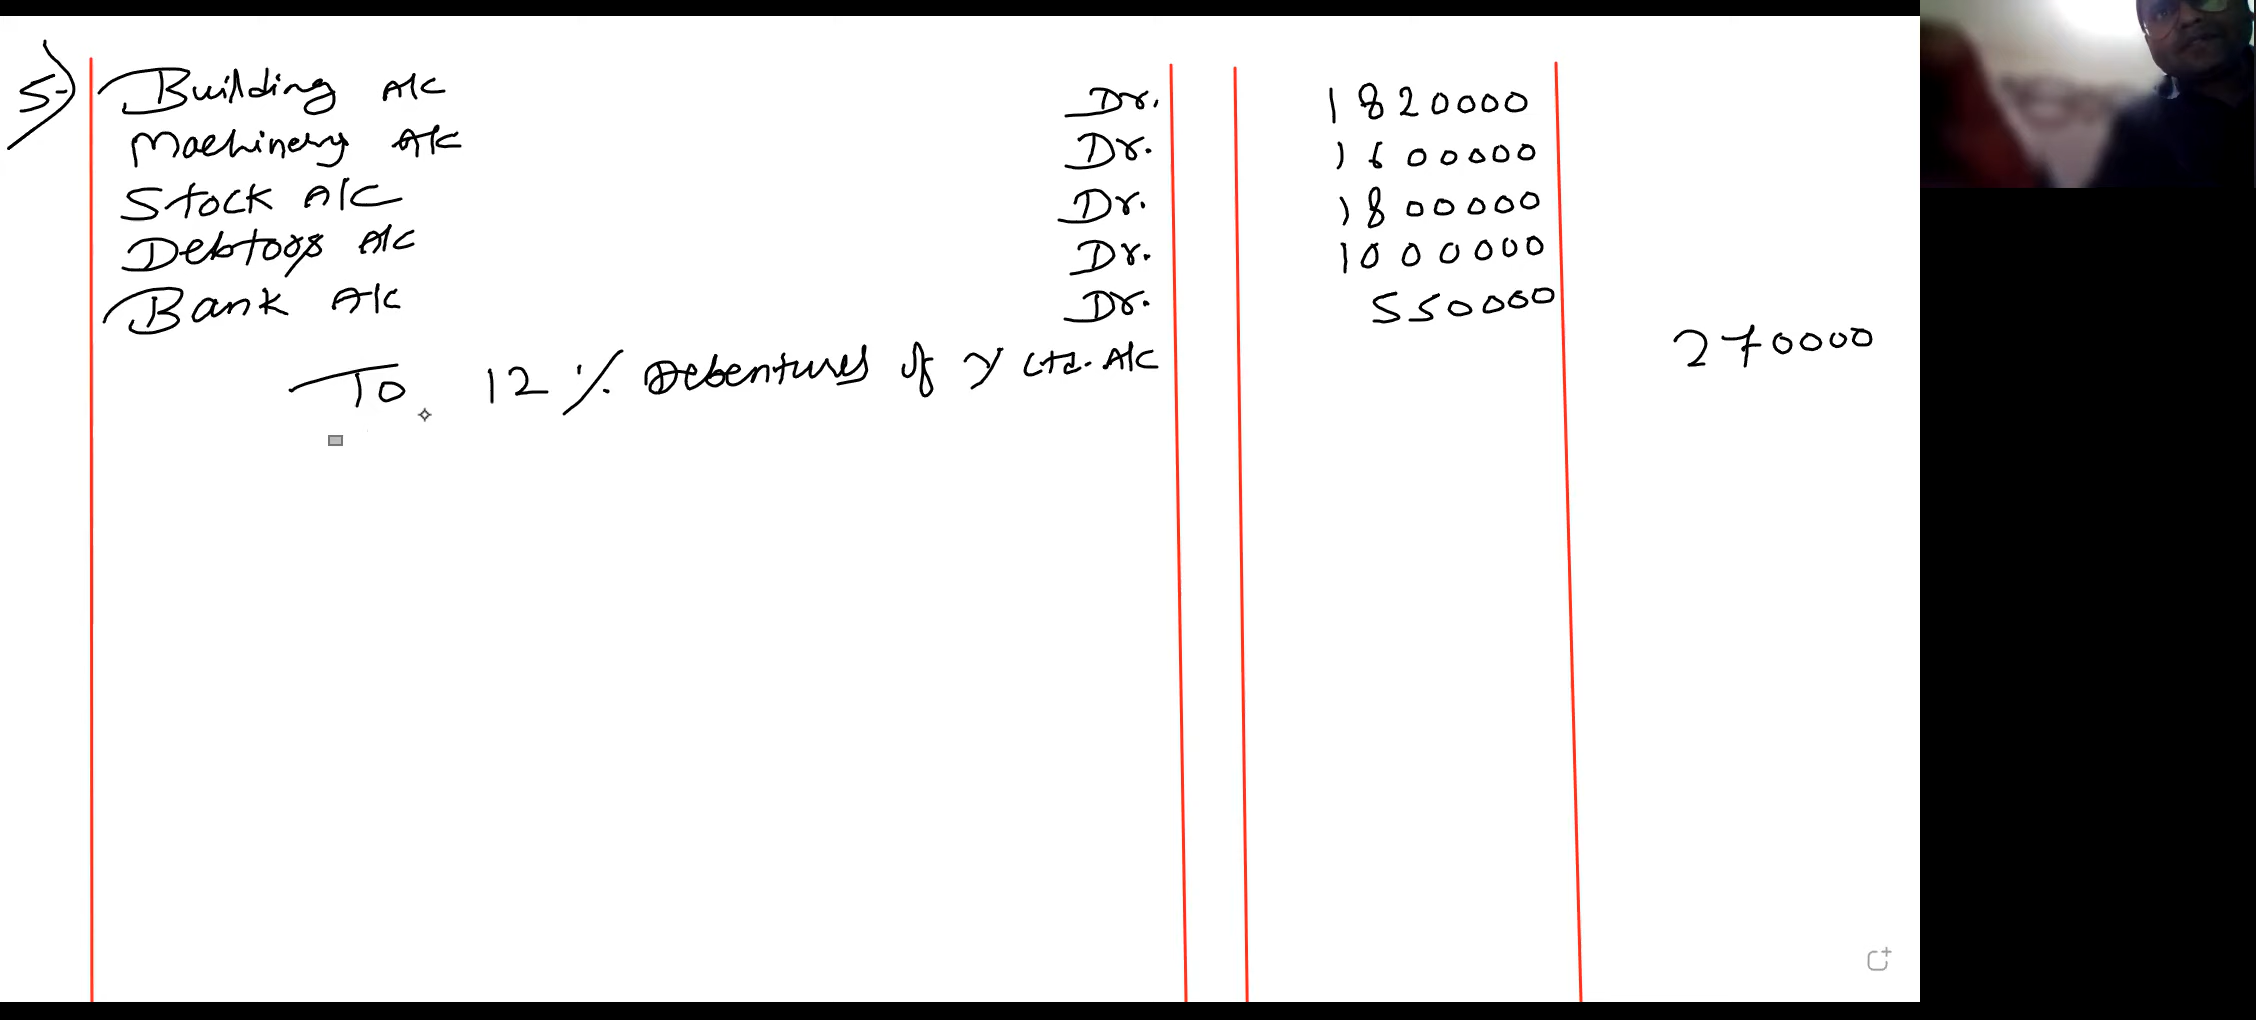 5) Building A/c Dr. 1820000
Machinery A/c Dr. 1600000
Stock A/c Dr. 1800000
Debtors A/c Dr. 1000000
Bank A/c Dr. 550000
To 12% Debentures of Y Ltd. A/c 270000